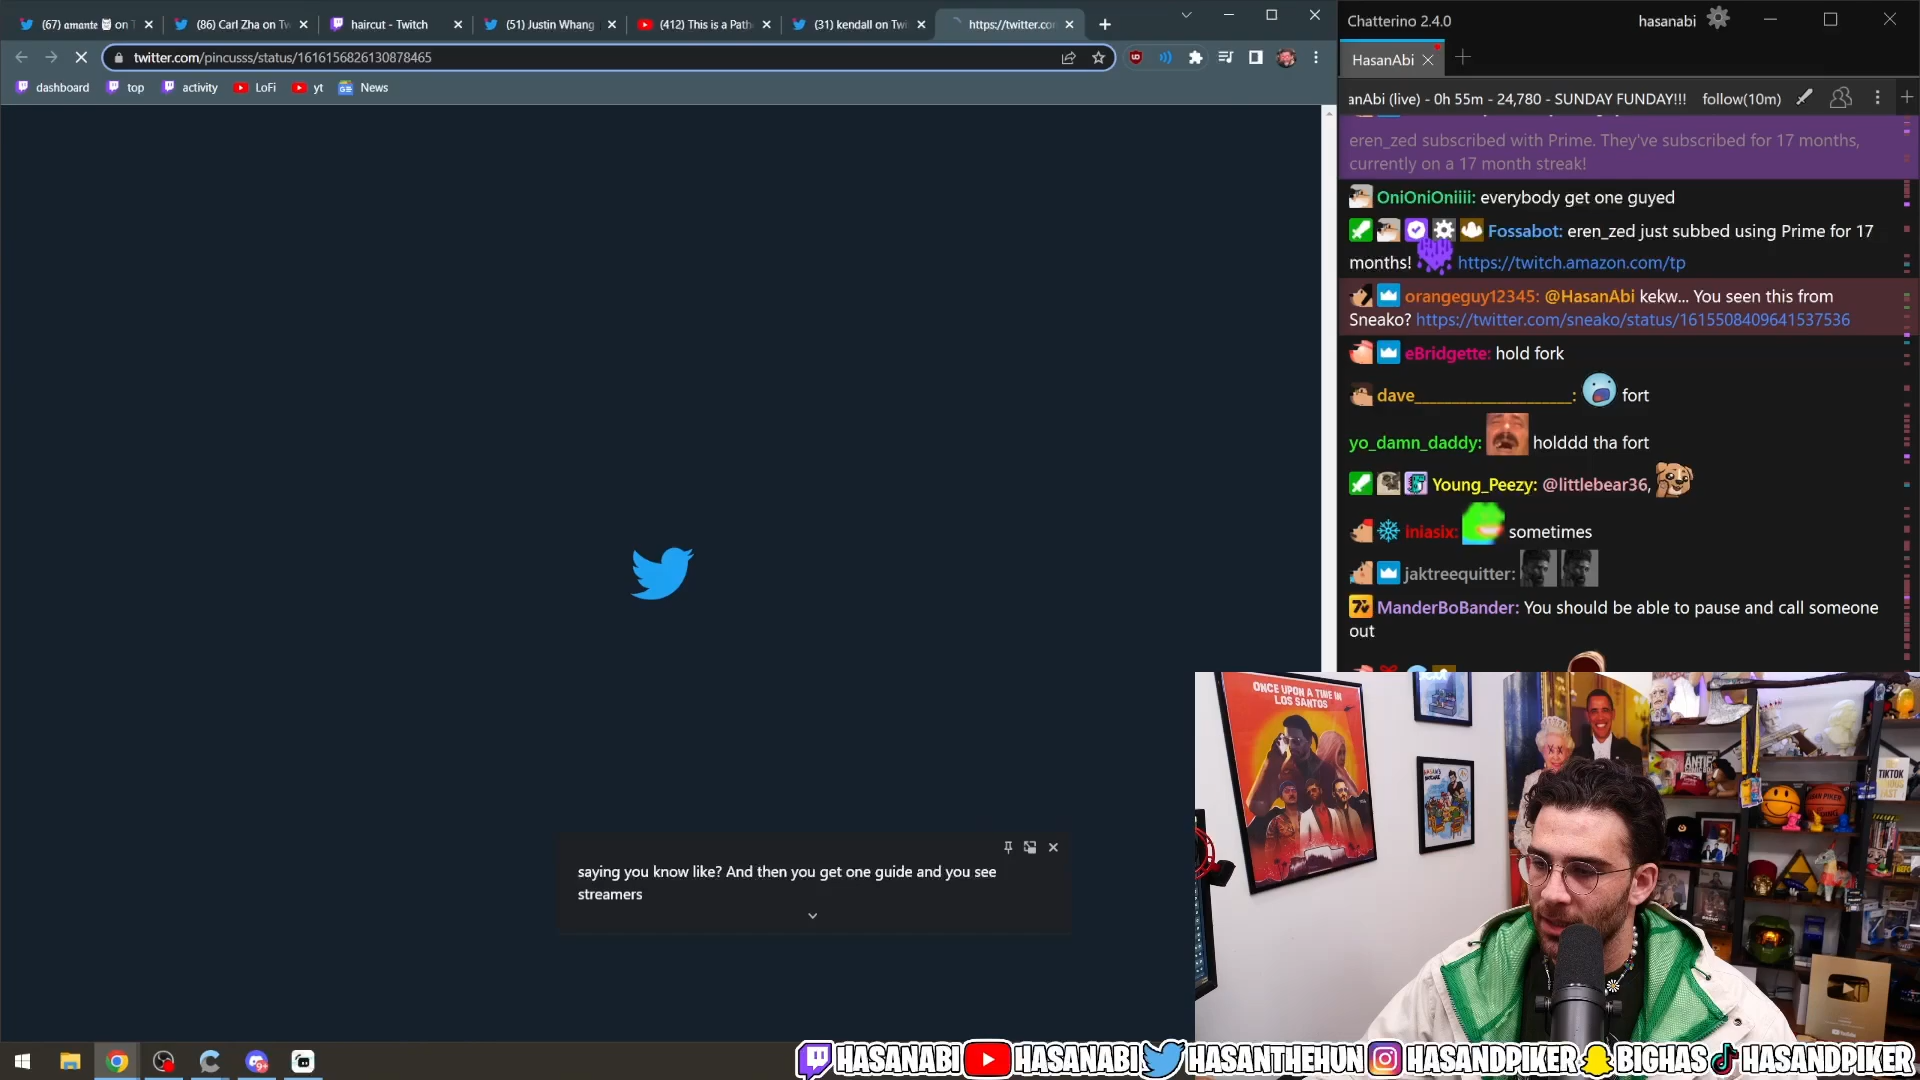 (67) amante on T
(86) Carl Zha on Tw
haircut - Twitch
(51) Justin Whang
(412) This is a Path
(31) kendall on Twi
https://twitter.com
twitter.com/pincusss/status/1616156826130878465
dashboard
top
activity
LoFi
yt
News
saying you know like? And then you get one guide and you see
streamers
Chatterino 2.4.0
hasanabi
HasanAbi
anAbi (live) - 0h 55m - 24,780 - SUNDAY FUNDAY!!! follow(10m)
eren_zed subscribed with Prime. They've subscribed for 17 months,
currently on a 17 month streak!
OniOniOniiii: everybody get one guyed
Fossabot: eren_zed just subbed using Prime for 17
months! https://twitch.amazon.com/tp
orangeguy12345: @HasanAbi kekw... You seen this from
Sneako? https://twitter.com/sneako/status/1615508409641537536
eBridgette: hold fork
dave____________________: fort
yo_damn_daddy: holddd tha fort
Young_Peezy: @littlebear36,
iniasix: sometimes
jaktreequitter:
ManderBoBander: You should be able to pause and call someone
out
ONCE UPON A TIME IN
LOS SANTOS
TIKTOK
HASANABI HASANABI HASANTHEHUN HASANDPIKER BIGHAS HASANDPIKER